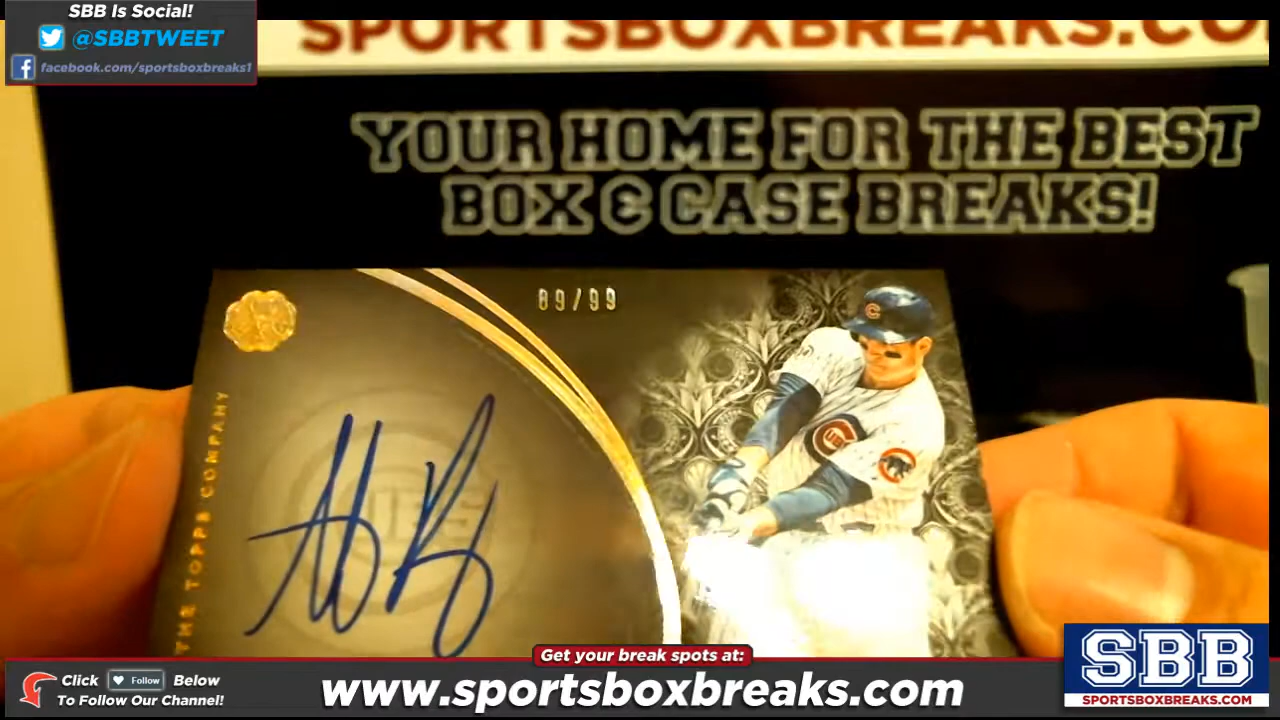 SBB Is Social!
@SBBTWEET
facebook.com/sportsboxbreaks1
SPORTSBOXBREAKS.CO
YOUR HOME FOR THE BEST
BOX & CASE BREAKS!
89/99
THE TOPPS COMPANY
C
CUBS
Get your break spots at:
Click Follow Below
To Follow Our Channel!
www.sportsboxbreaks.com
SBB
SPORTSBOXBREAKS.COM